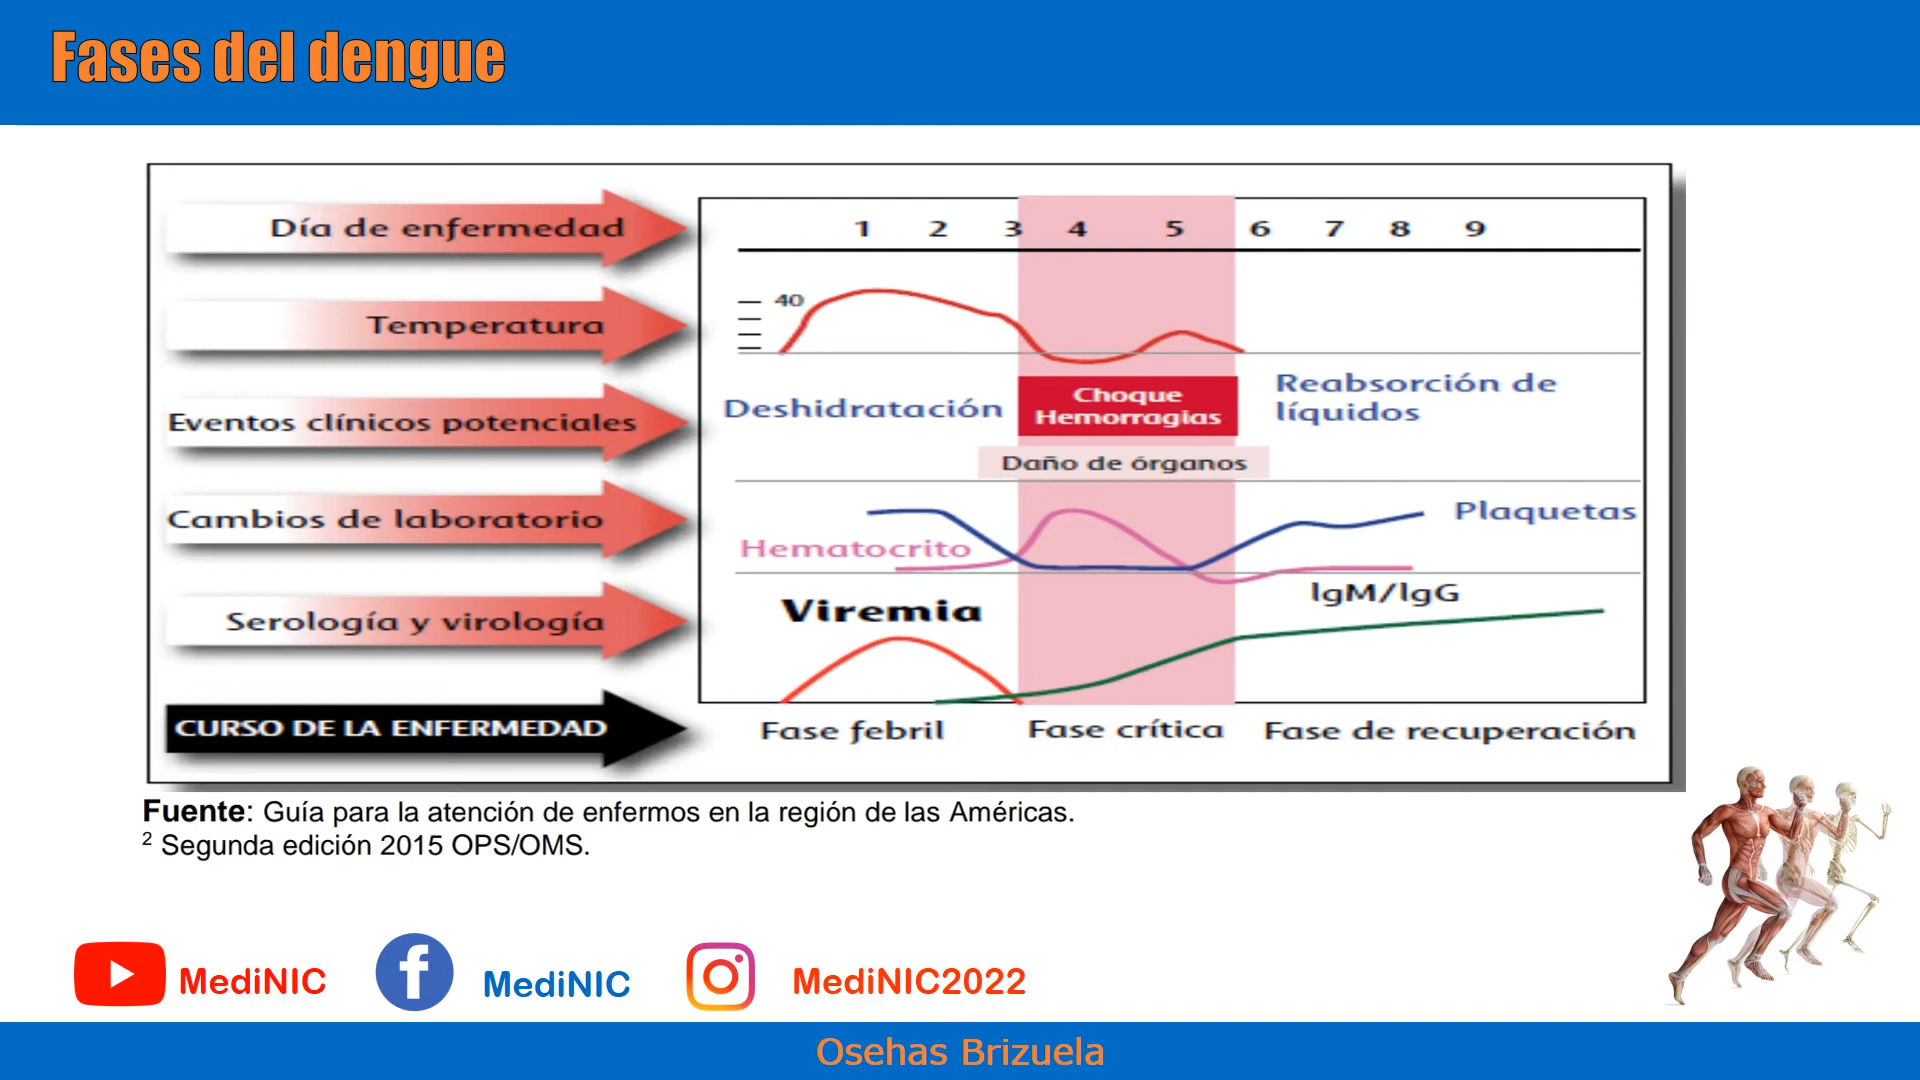 Fases del dengue
Día de enfermedad
1 2 3 4 5 6 7 8 9
Temperatura
40
Eventos clínicos potenciales
Deshidratación
Choque
Hemorragias
Reabsorción de
líquidos
Daño de órganos
Cambios de laboratorio
Plaquetas
Hematocrito
Serología y virología
Viremia
IgM/IgG
CURSO DE LA ENFERMEDAD
Fase febril
Fase crítica
Fase de recuperación
Fuente: Guía para la atención de enfermos en la región de las Américas.
2 Segunda edición 2015 OPS/OMS.
MediNIC
MediNIC
MediNIC2022
Osehas Brizuela